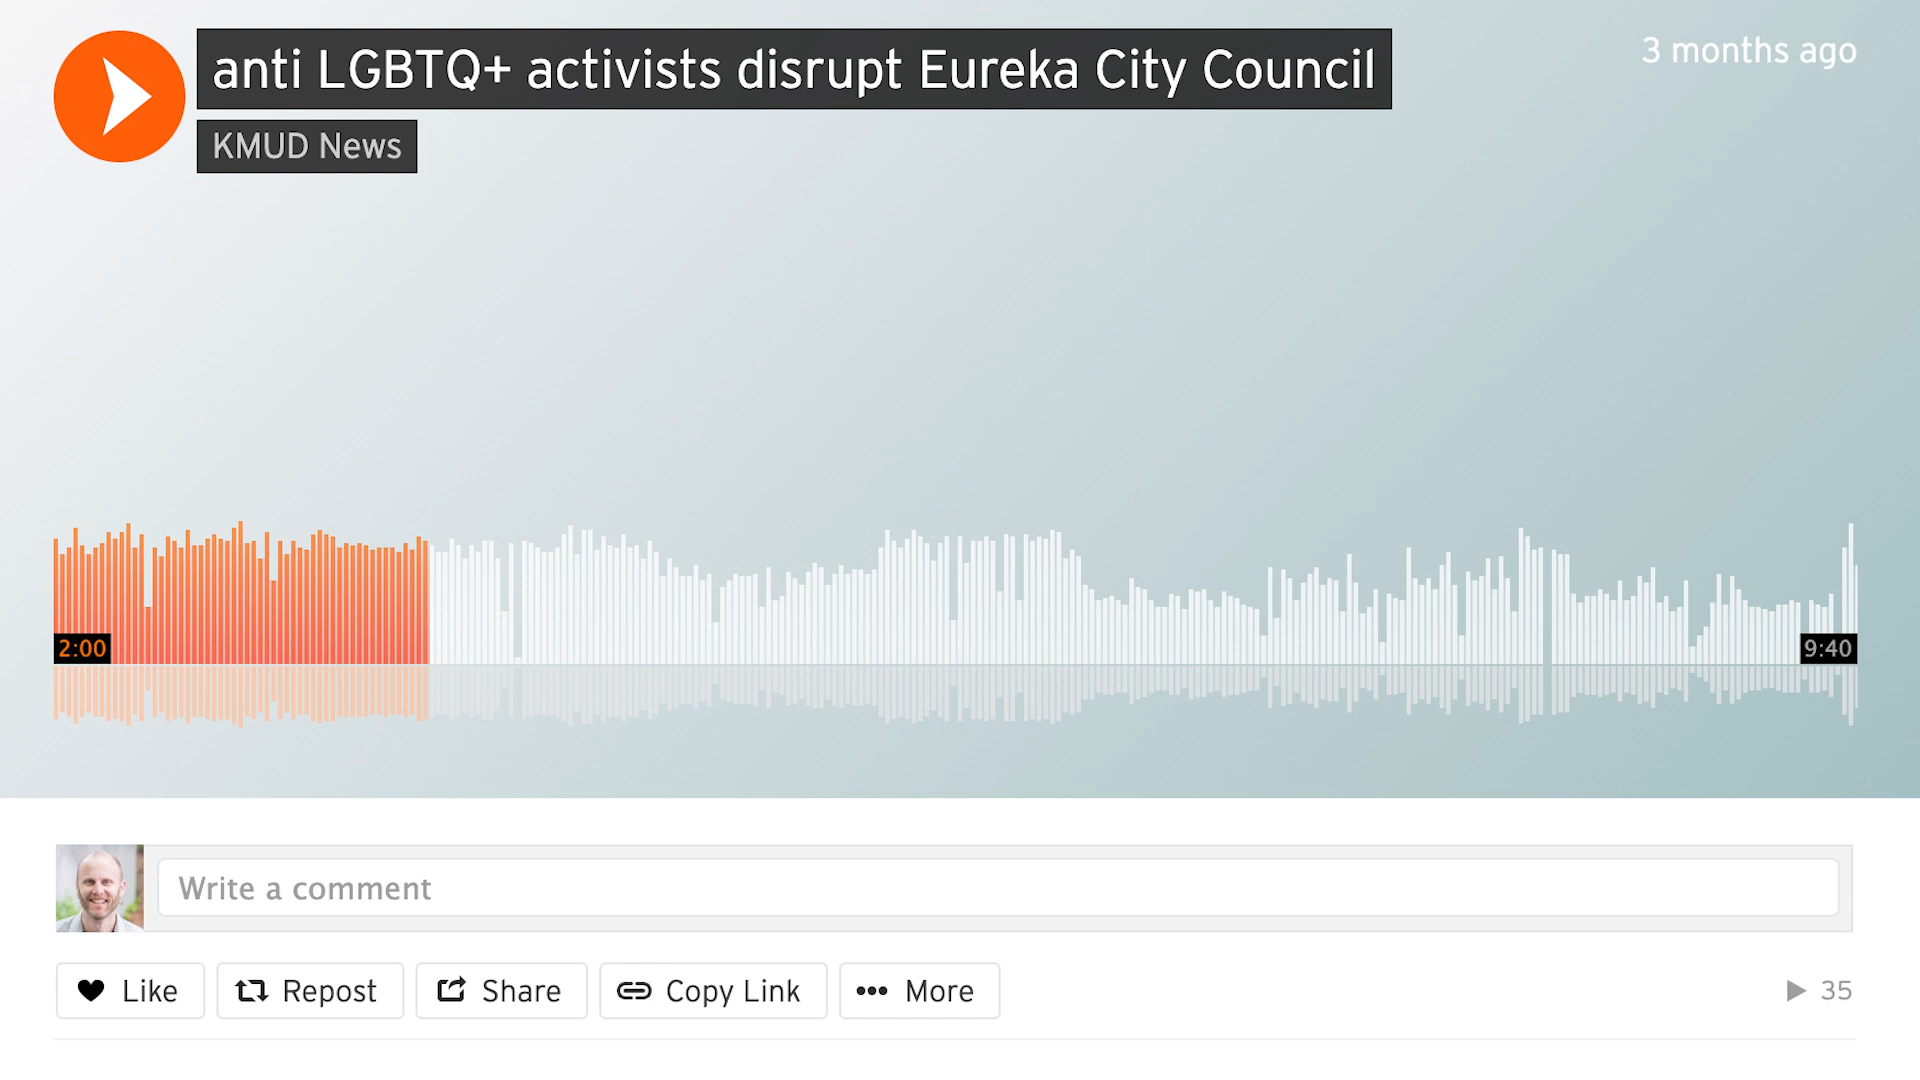 anti LGBTQ+ activists disrupt Eureka City Council
3 months ago
KMUD News
2:00
9:40
Write a comment
Like
Repost
Share
Copy Link
More
35